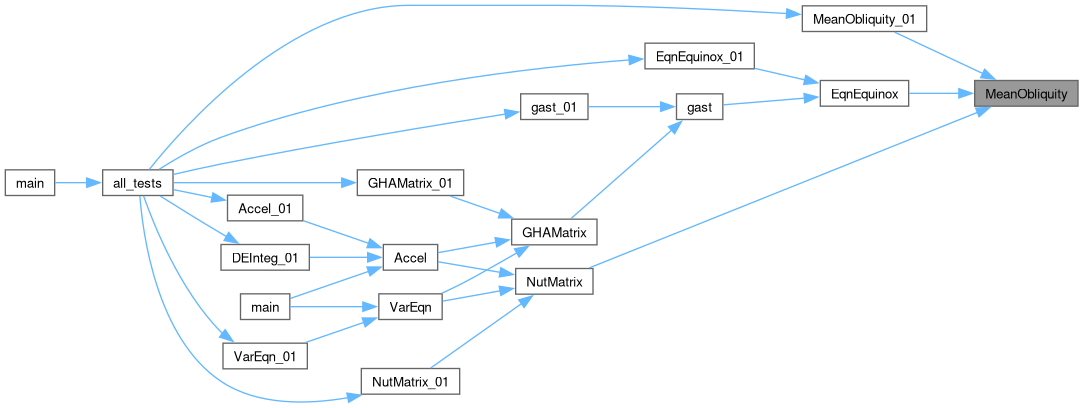 MeanObliquity_01
EqnEquinox_01
MeanObliquity
EqnEquinox
gast_01
gast
main
all_tests
GHAMatrix_01
Accel_01
GHAMatrix
DEInteg_01
Accel
NutMatrix
main
VarEqn
VarEqn_01
NutMatrix_01